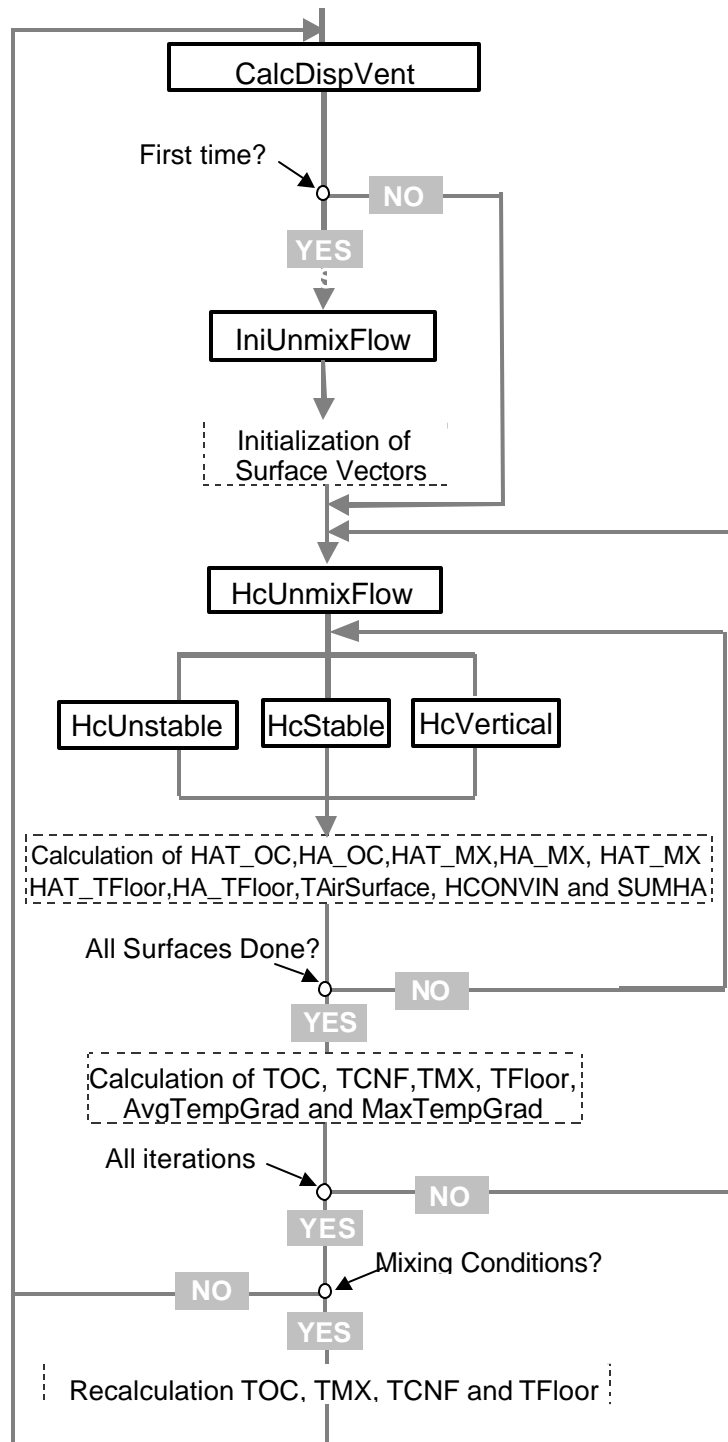 CalcDispVent
First time?
NO
YES
IniUnmixFlow
Initialization of
Surface Vectors
HcUnmixFlow
HcUnstable
HcStable
HcVertical
Calculation of HAT_OC,HA_OC,HAT_MX,HA_MX, HAT_MX
HAT_TFloor,HA_TFloor,TAirSurface, HCONVIN and SUMHA
All Surfaces Done?
NO
YES
Calculation of TOC, TCNF,TMX, TFloor,
AvgTempGrad and MaxTempGrad
All iterations
NO
YES
Mixing Conditions?
NO
YES
Recalculation TOC, TMX, TCNF and TFloor